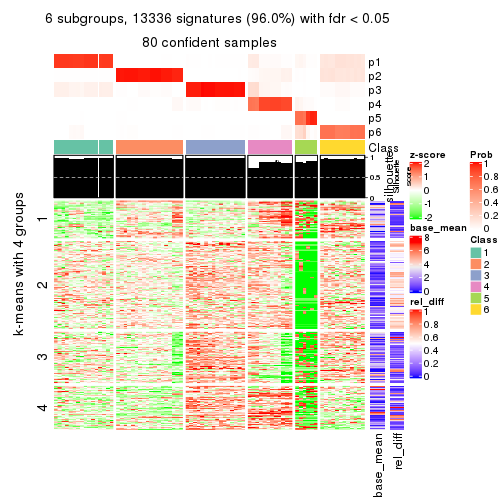 6 subgroups, 13336 signatures (96.0%) with fdr < 0.05
80 confident samples
p1
p2
p3
p4
p5
p6
Class
1
0.5
0
silhouette
Silhouette
score
k-means with 4 groups
1
2
3
4
base_mean
rel_diff
z-score
2
1
0
-1
-2
base_mean
8
6
4
2
0
rel_diff
1
0.8
0.6
0.4
0.2
0
Prob
1
0.8
0.6
0.4
0.2
0
Class
1
2
3
4
5
6